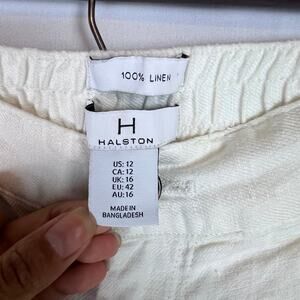 100% LINEN
H
HALSTON
US: 12
CA: 12
UK: 16
EU: 42
AU: 16
MADE IN
BANGLADESH